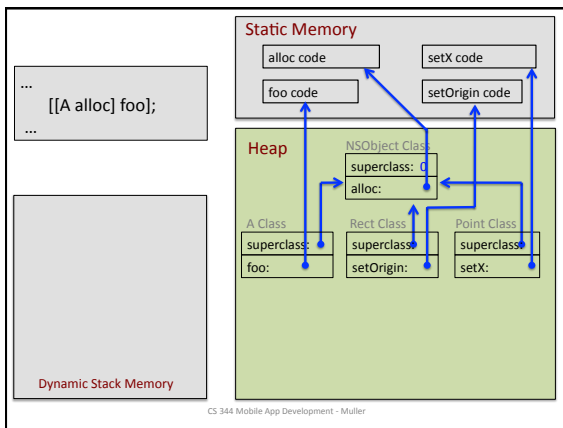 Static Memory
alloc code
setX code
foo code
setOrigin code
...
[[A alloc] foo];
...
Heap
NSObject Class
superclass: 0
alloc:
A Class
superclass:
foo:
Rect Class
superclass:
setOrigin:
Point Class
superclass:
setX:
Dynamic Stack Memory
CS 344 Mobile App Development - Muller